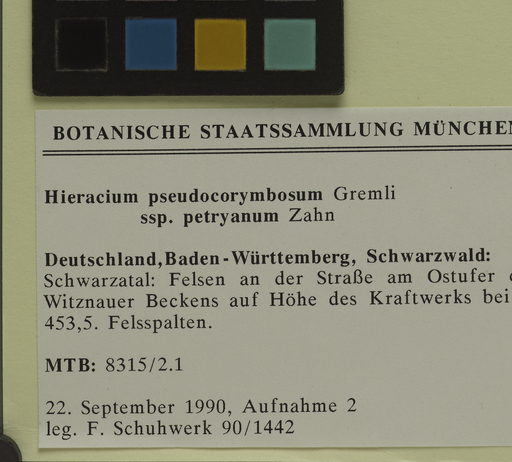 BOTANISCHE STAATSSAMMLUNG MÜNCHEN
Hieracium pseudocorymbosum Gremli
ssp. petryanum Zahn
Deutschland,Baden-Württemberg, Schwarzwald:
Schwarzatal: Felsen an der Straße am Ostufer
Witznauer Beckens auf Höhe des Kraftwerks bei
453,5. Felsspalten.
MTB: 8315/2.1
22. September 1990, Aufnahme 2
leg. F. Schuhwerk 90/1442